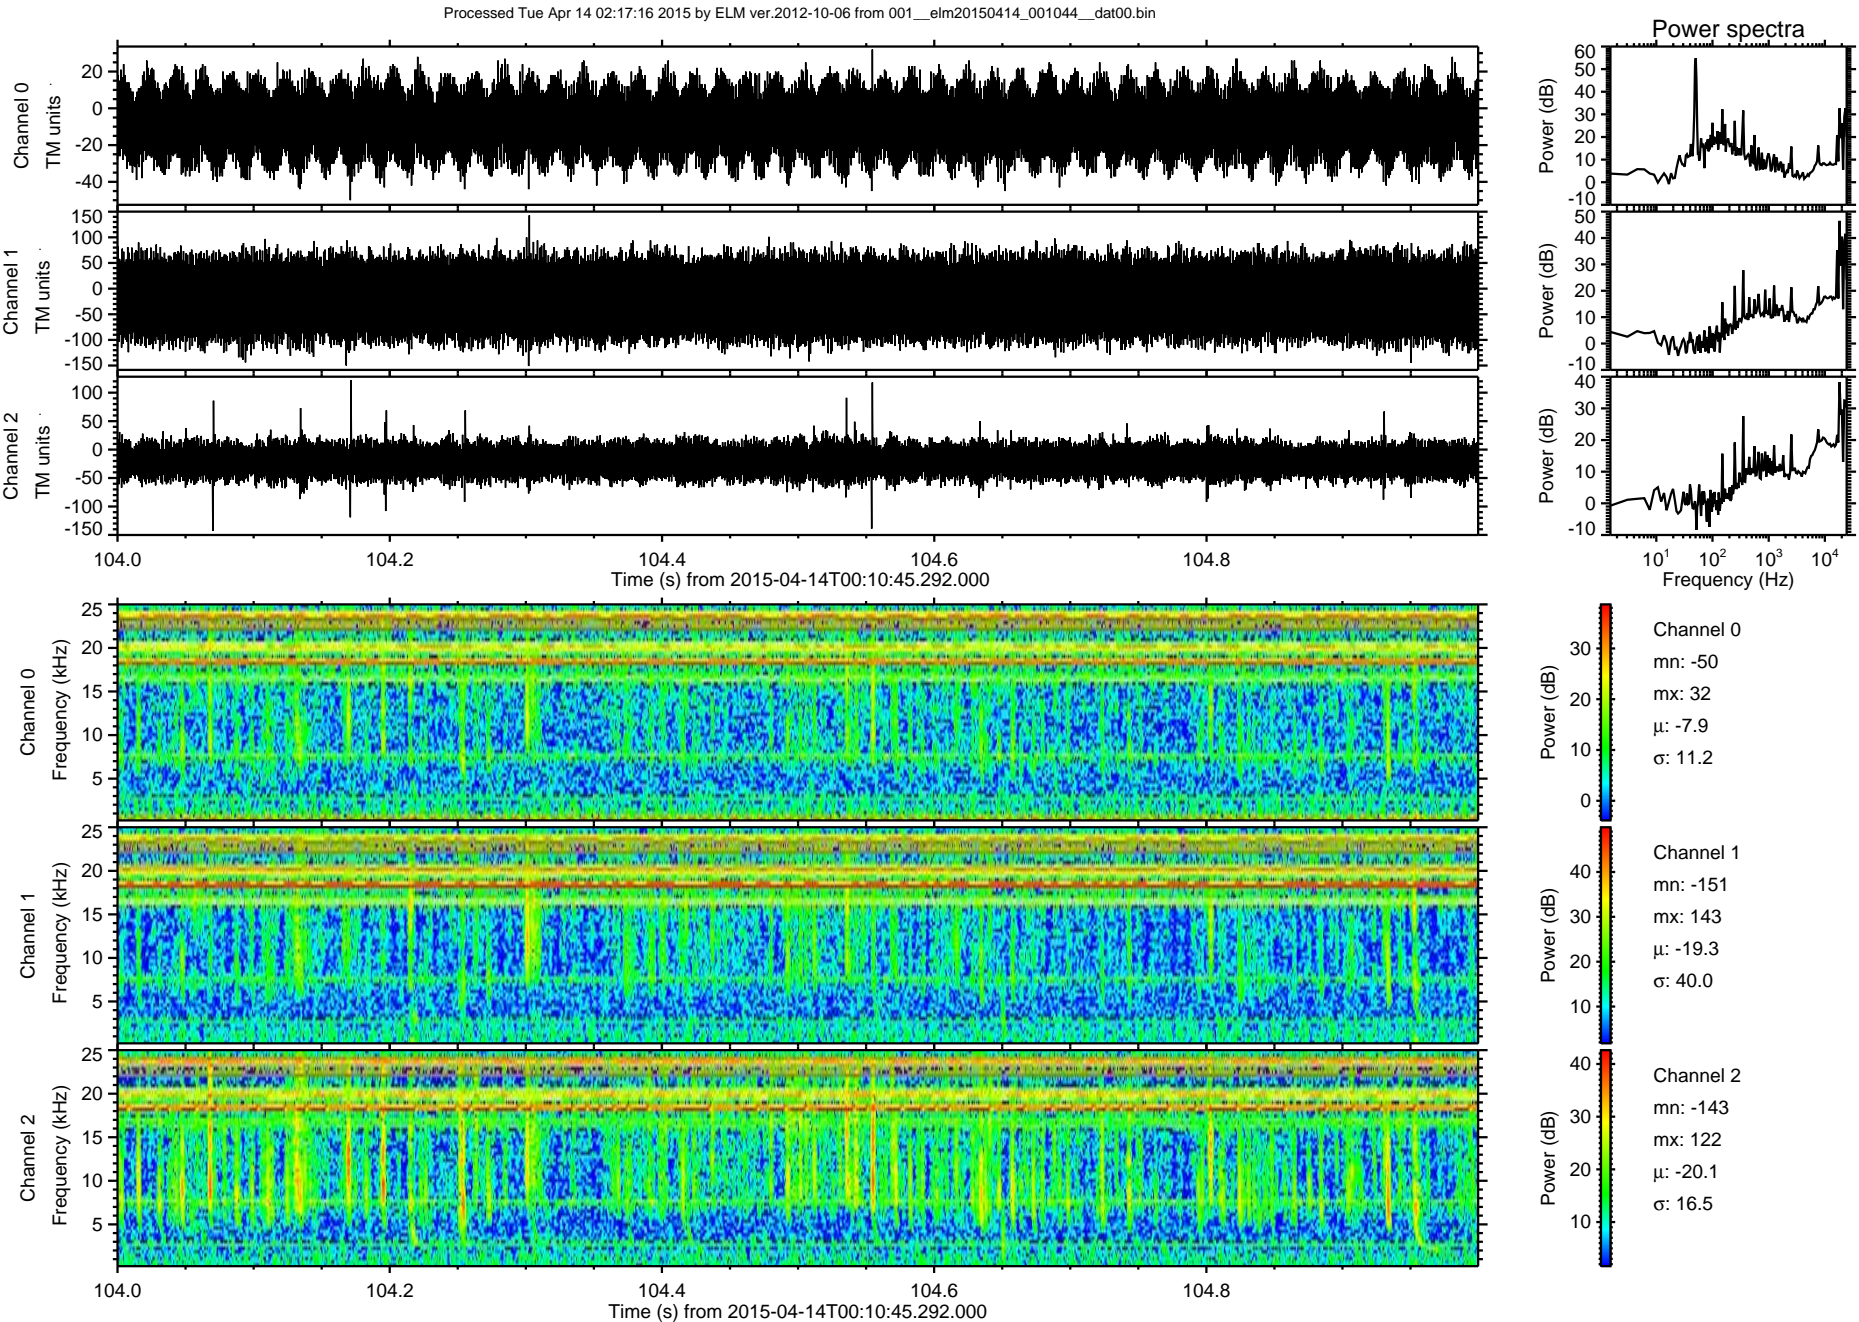 Processed Tue Apr 14 02:17:16 2015 by ELM ver.2012-10-06 from 001__elm20150414_001044__dat00.bin
Power spectra
Channel 0
TM units
20
0
-20
-40
Power (dB)
60
50
40
30
20
10
0
-10
Channel 1
TM units
150
100
50
0
-50
-100
-150
Power (dB)
50
40
30
20
10
0
-10
Channel 2
TM units
100
50
0
-50
-100
-150
Power (dB)
40
30
20
10
0
-10
104.0 104.2 104.4 104.6 104.8
Time (s) from 2015-04-14T00:10:45.292.000
10¹ 10² 10³ 10⁴
Frequency (Hz)
Channel 0
Frequency (kHz)
25
20
15
10
5
Power (dB)
30
20
10
0
Channel 0
mn: -50
mx: 32
μ: -7.9
σ: 11.2
Channel 1
Frequency (kHz)
25
20
15
10
5
Power (dB)
40
30
20
10
Channel 1
mn: -151
mx: 143
μ: -19.3
σ: 40.0
Channel 2
Frequency (kHz)
25
20
15
10
5
Power (dB)
40
30
20
10
Channel 2
mn: -143
mx: 122
μ: -20.1
σ: 16.5
104.0 104.2 104.4 104.6 104.8
Time (s) from 2015-04-14T00:10:45.292.000